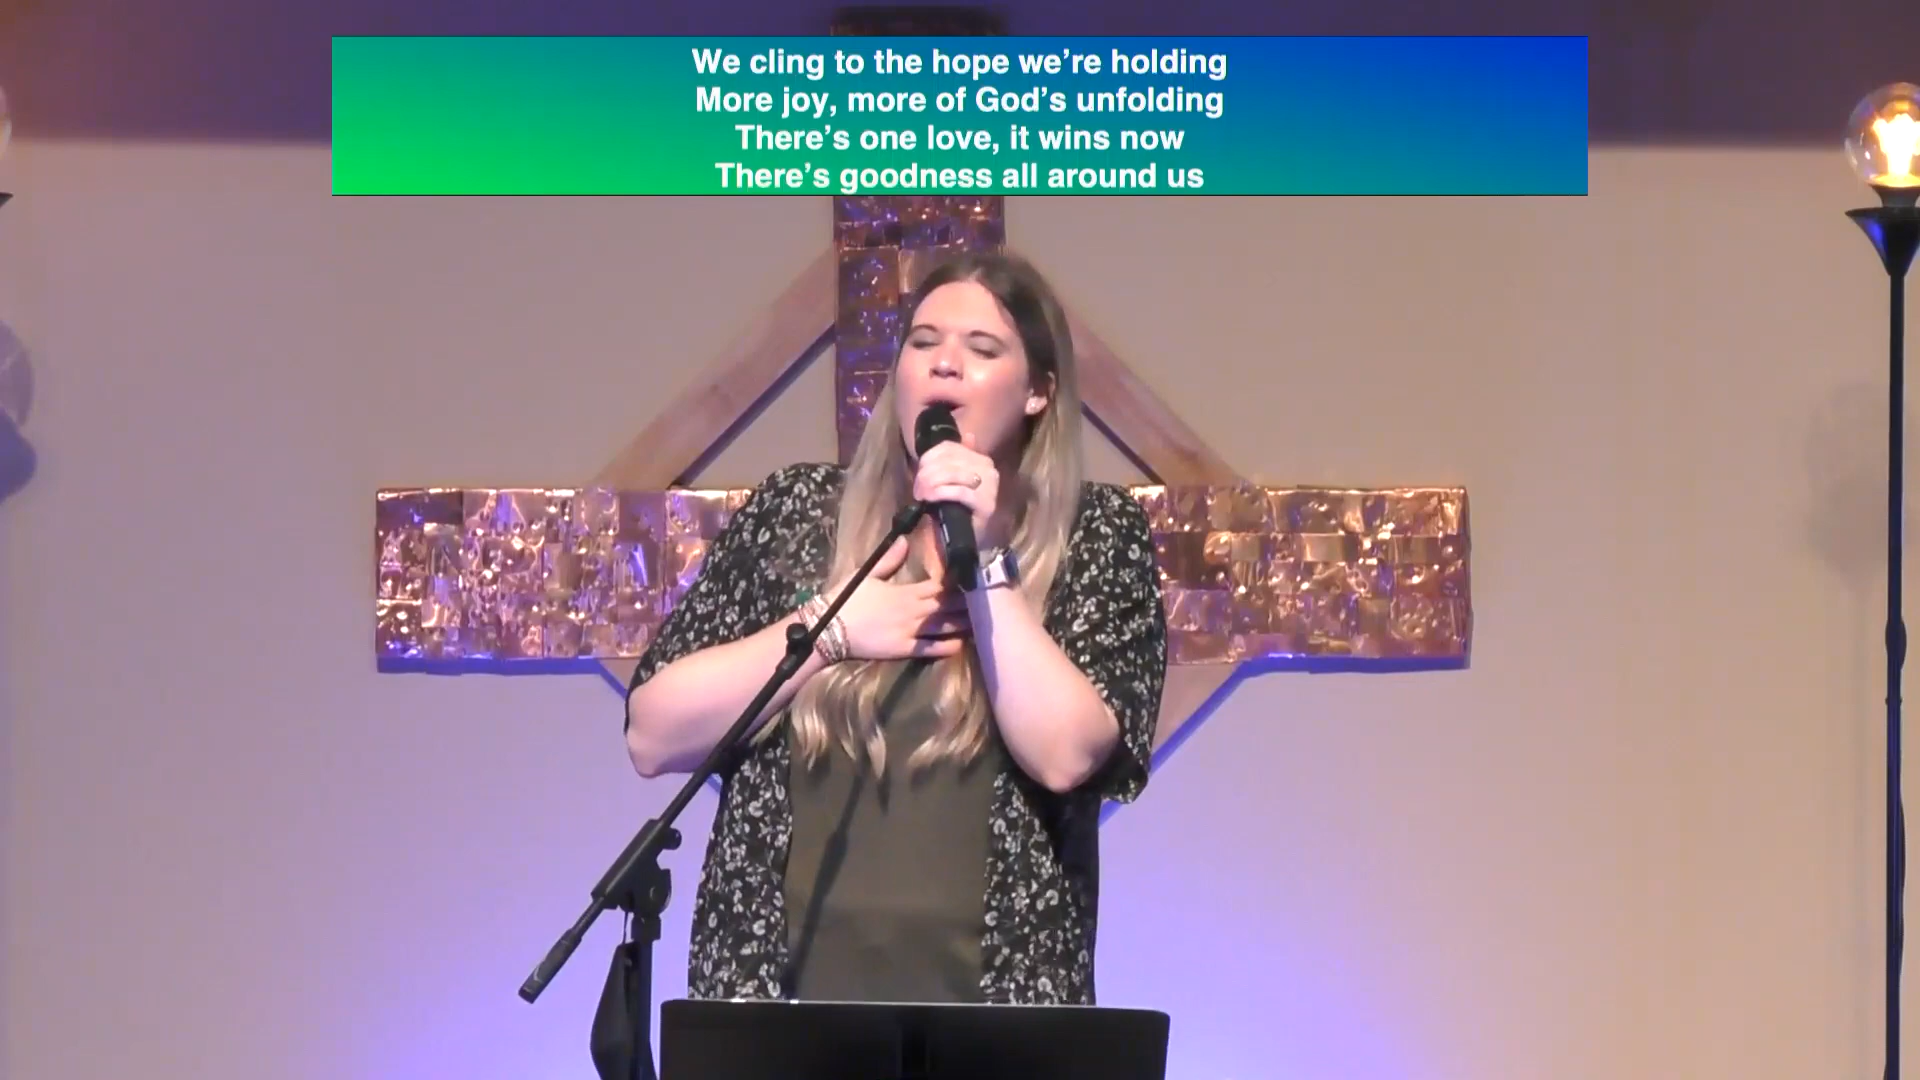 We cling to the hope we’re holding
More joy, more of God’s unfolding
There’s one love, it wins now
There’s goodness all around us